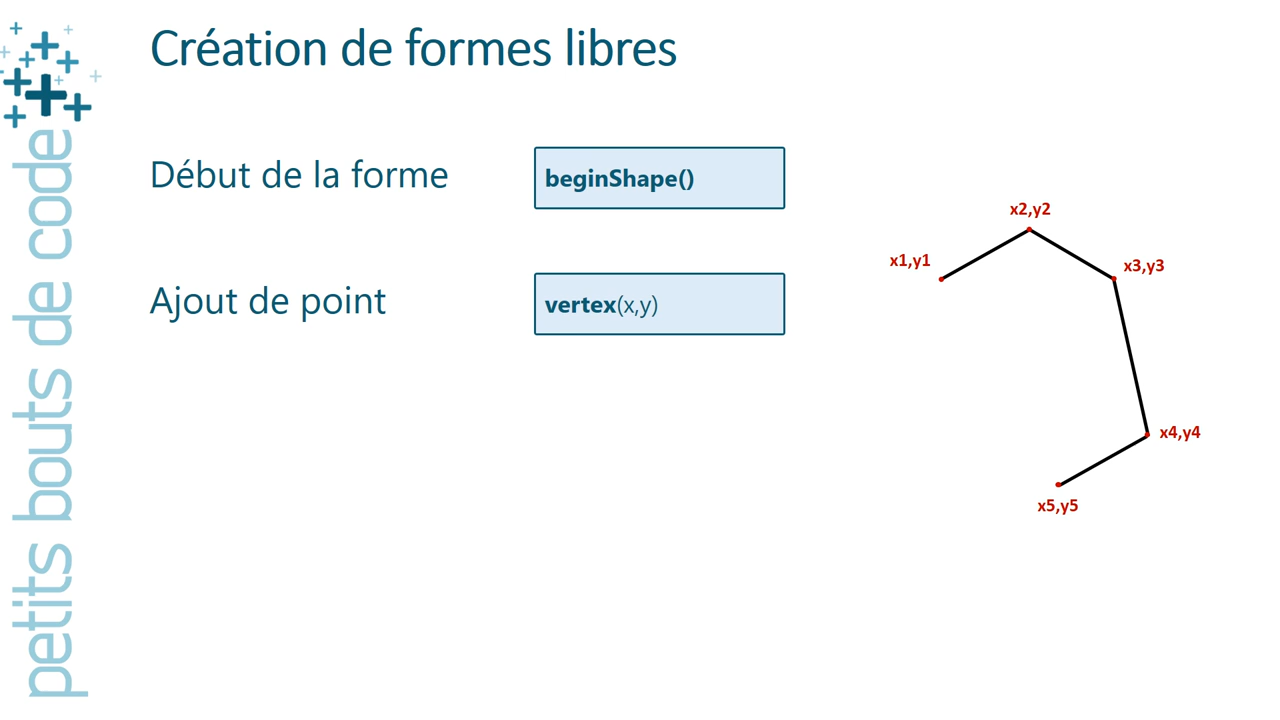 Création de formes libres
Début de la forme
beginShape()
Ajout de point
vertex(x,y)
x2,y2
x1,y1
x3,y3
x4,y4
x5,y5
petits bouts de code